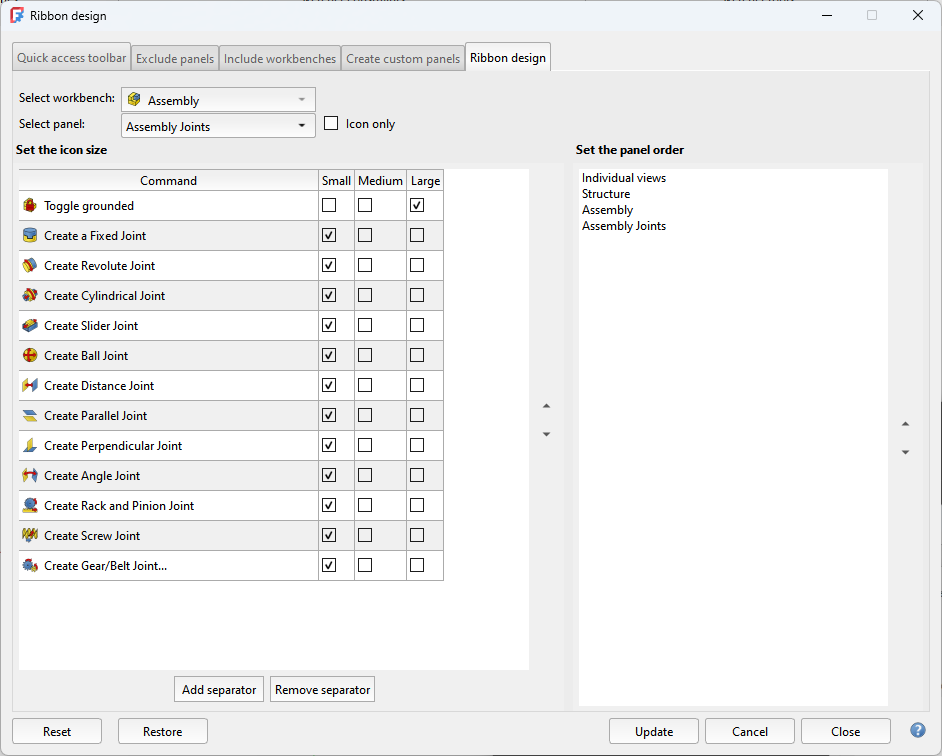 Ribbon design
Quick access toolbar Exclude panels Include workbenches Create custom panels Ribbon design
Select workbench: Assembly
Select panel: Assembly Joints Icon only
Set the icon size
Set the panel order
Command Small Medium Large
Toggle grounded
Create a Fixed Joint
Create Revolute Joint
Create Cylindrical Joint
Create Slider Joint
Create Ball Joint
Create Distance Joint
Create Parallel Joint
Create Perpendicular Joint
Create Angle Joint
Create Rack and Pinion Joint
Create Screw Joint
Create Gear/Belt Joint...
Individual views
Structure
Assembly
Assembly Joints
Add separator Remove separator
Reset Restore Update Cancel Close ?